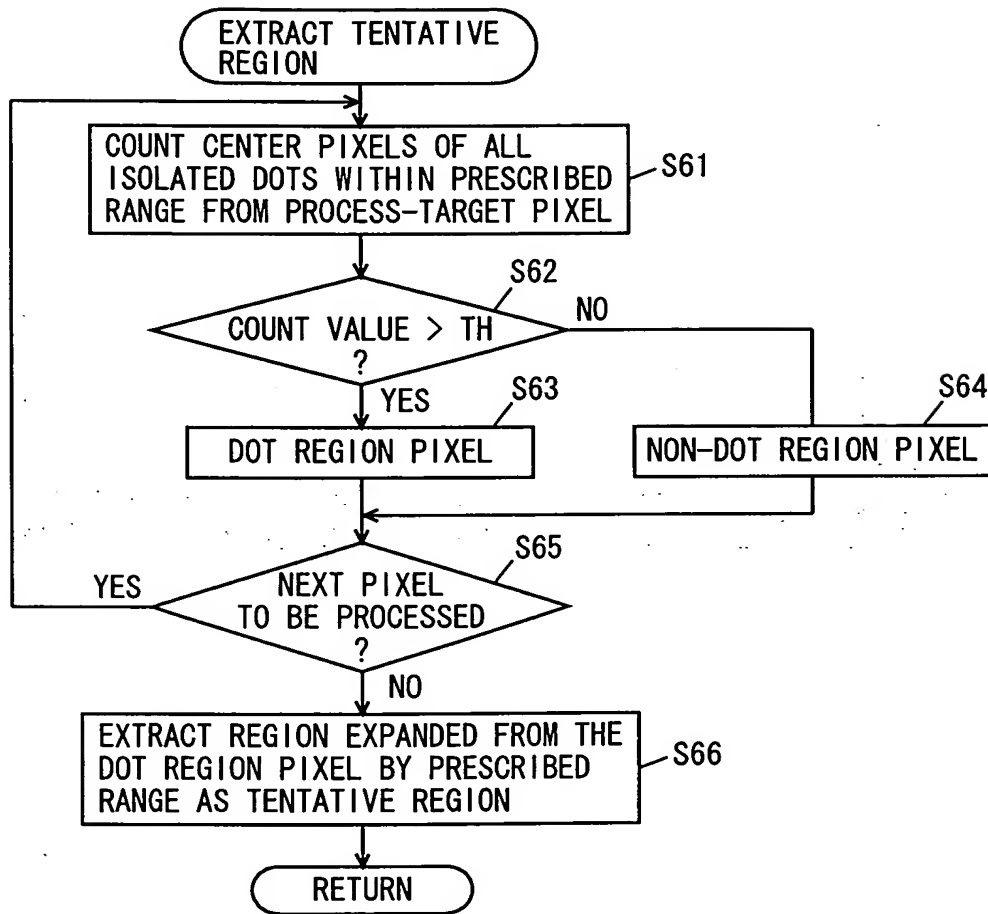 EXTRACT TENTATIVE
REGION
COUNT CENTER PIXELS OF ALL
ISOLATED DOTS WITHIN PRESCRIBED
RANGE FROM PROCESS-TARGET PIXEL
S61
S62
COUNT VALUE > TH
?
NO
YES
S63
S64
DOT REGION PIXEL
NON-DOT REGION PIXEL
S65
YES
NEXT PIXEL
TO BE PROCESSED
?
NO
EXTRACT REGION EXPANDED FROM THE
DOT REGION PIXEL BY PRESCRIBED
RANGE AS TENTATIVE REGION
S66
RETURN